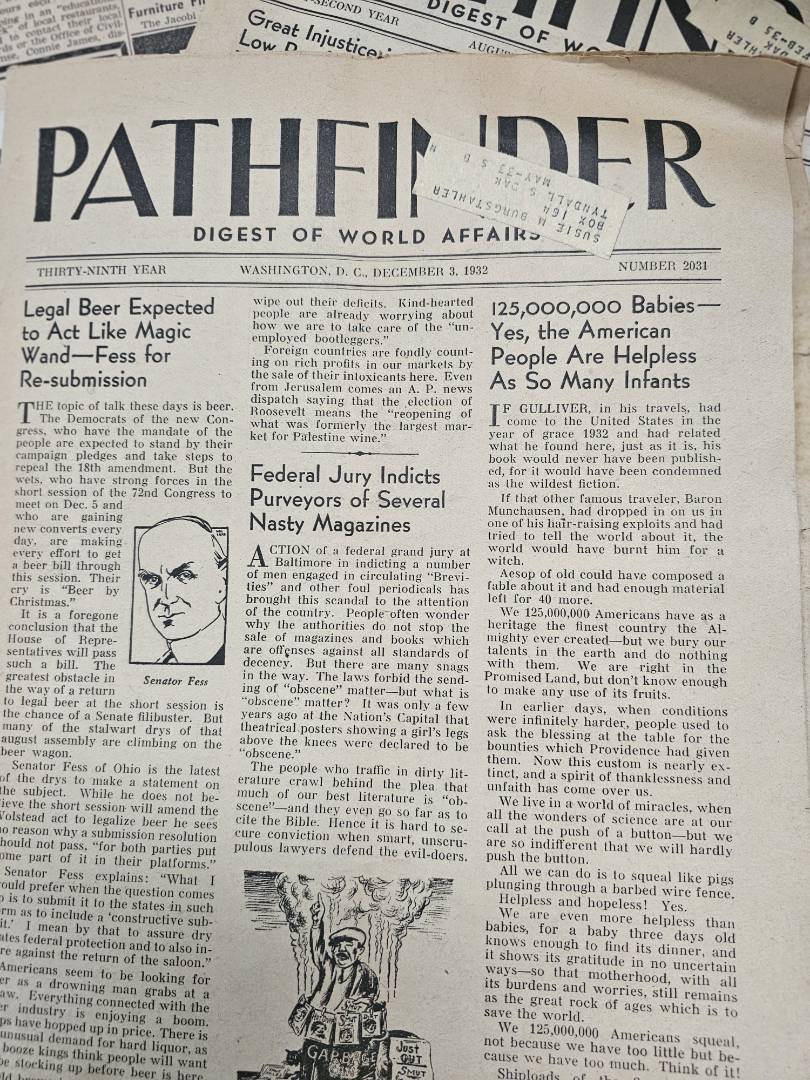 Furniture
The Jacobi
SECOND YEAR
DIGEST OF WO
Great Injustice
Low
PATHFINDER
SUSIE M BURGSTAHLER
BOX 164
TYNDALL S DAK
MAY-33 S D
DIGEST OF WORLD AFFAIRS
THIRTY-NINTH YEAR WASHINGTON, D. C., DECEMBER 3, 1932 NUMBER 2031
Legal Beer Expected
to Act Like Magic
Wand—Fess for
Re-submission
THE topic of talk these days is beer.
The Democrats of the new Con-
gress, who have the mandate of the
people are expected to stand by their
campaign pledges and take steps to
repeal the 18th amendment. But the
wets, who have strong forces in the
short session of the 72nd Congress to
meet on Dec. 5 and
who are gaining
new converts every
day, are making
every effort to get
a beer bill through
this session. Their
cry is "Beer by
Christmas."
It is a foregone
conclusion that the
House of Repre-
sentatives will pass
such a bill. The
greatest obstacle in
the way of a return
Senator Fess
to legal beer at the short session is
the chance of a Senate filibuster. But
many of the stalwart drys of that
august assembly are climbing on the
beer wagon.
Senator Fess of Ohio is the latest
of the drys to make a statement on
the subject. While he does not be-
lieve the short session will amend the
Volstead act to legalize beer he sees
no reason why a submission resolution
should not pass, "for both parties put
some part of it in their platforms."
Senator Fess explains: "What I
would prefer when the question comes
is to submit it to the states in such
form as to include a 'constructive sub-
I mean by that to assure dry
states federal protection and to also in-
against the return of the saloon."
Americans seem to be looking for
as a drowning man grabs at a
Everything connected with the
industry is enjoying a boom.
have hopped up in price. There is
unusual demand for hard liquor, as
booze kings think people will want
be stocking up before beer is here
wipe out their deficits. Kind-hearted
people are already worrying about
how we are to take care of the "un-
employed bootleggers."
Foreign countries are fondly count-
ing on rich profits in our markets by
the sale of their intoxicants here. Even
from Jerusalem comes an A. P. news
dispatch saying that the election of
Roosevelt means the "reopening of
what was formerly the largest mar-
ket for Palestine wine."
Federal Jury Indicts
Purveyors of Several
Nasty Magazines
ACTION of a federal grand jury at
Baltimore in indicting a number
of men engaged in circulating "Brevi-
ties" and other foul periodicals has
brought this scandal to the attention
of the country. People often wonder
why the authorities do not stop the
sale of magazines and books which
are offenses against all standards of
decency. But there are many snags
in the way. The laws forbid the send-
ing of "obscene" matter—but what is
"obscene" matter? It was only a few
years ago at the Nation's Capital that
theatrical posters showing a girl's legs
above the knees were declared to be
"obscene."
The people who traffic in dirty lit-
erature crawl behind the plea that
much of our best literature is "ob-
scene"—and they even go so far as to
cite the Bible. Hence it is hard to se-
cure conviction when smart, unscru-
pulous lawyers defend the evil-doers.
SMUT
GARBAGE
Just
OUT
SMUT
125,000,000 Babies—
Yes, the American
People Are Helpless
As So Many Infants
IF GULLIVER, in his travels, had
come to the United States in the
year of grace 1932 and had related
what he found here, just as it is, his
book would never have been publish-
ed, for it would have been condemned
as the wildest fiction.
If that other famous traveler, Baron
Munchausen, had dropped in on us in
one of his hair-raising exploits and had
tried to tell the world about it, the
world would have burnt him for a
witch.
Aesop of old could have composed a
fable about it and had enough material
left for 40 more.
We 125,000,000 Americans have as a
heritage the finest country the Al-
mighty ever created—but we bury our
talents in the earth and do nothing
with them. We are right in the
Promised Land, but don't know enough
to make any use of its fruits.
In earlier days, when conditions
were infinitely harder, people used to
ask the blessing at the table for the
bounties which Providence had given
them. Now this custom is nearly ex-
tinct, and a spirit of thanklessness and
unfaith has come over us.
We live in a world of miracles, when
all the wonders of science are at our
call at the push of a button—but we
are so indifferent that we will hardly
push the button.
All we can do is to squeal like pigs
plunging through a barbed wire fence.
Helpless and hopeless! Yes.
We are even more helpless than
babies, for a baby three days old
knows enough to find its dinner, and
it shows its gratitude in no uncertain
ways—so that motherhood, with all
its burdens and worries, still remains
as the great rock of ages which is to
save the world.
We 125,000,000 Americans squeal,
not because we have too little but be-
cause we have too much. Think of it!
Shiploads of the